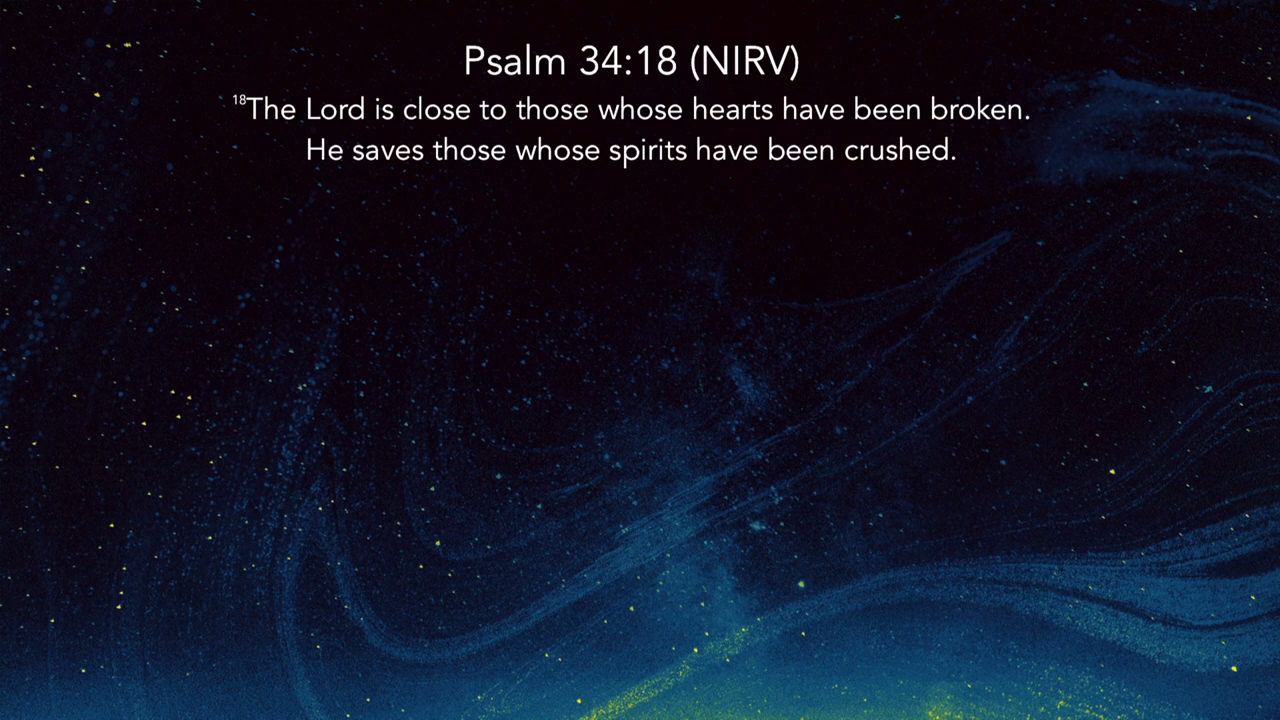 Psalm 34:18 (NIRV)
18The Lord is close to those whose hearts have been broken.
He saves those whose spirits have been crushed.